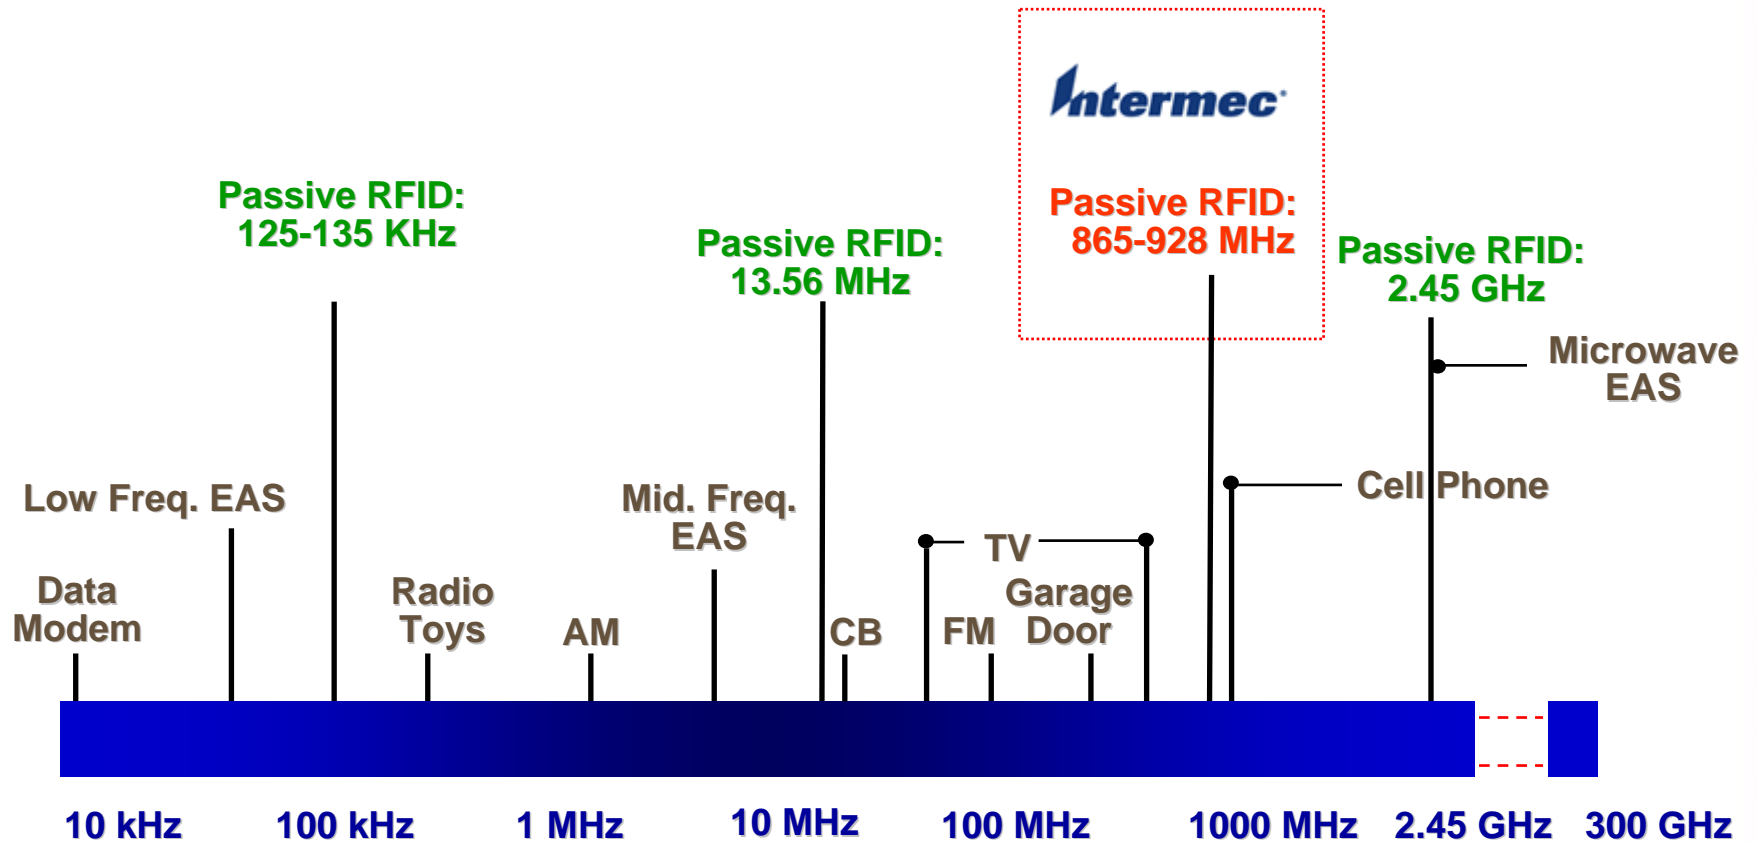 Intermec
Passive RFID:
125-135 KHz
Passive RFID:
13.56 MHz
Passive RFID:
865-928 MHz
Passive RFID:
2.45 GHz
Microwave
EAS
Low Freq. EAS
Mid. Freq.
EAS
Cell Phone
TV
Data
Modem
Radio
Toys
AM
CB
FM
Garage
Door
10 kHz
100 kHz
1 MHz
10 MHz
100 MHz
1000 MHz
2.45 GHz
300 GHz